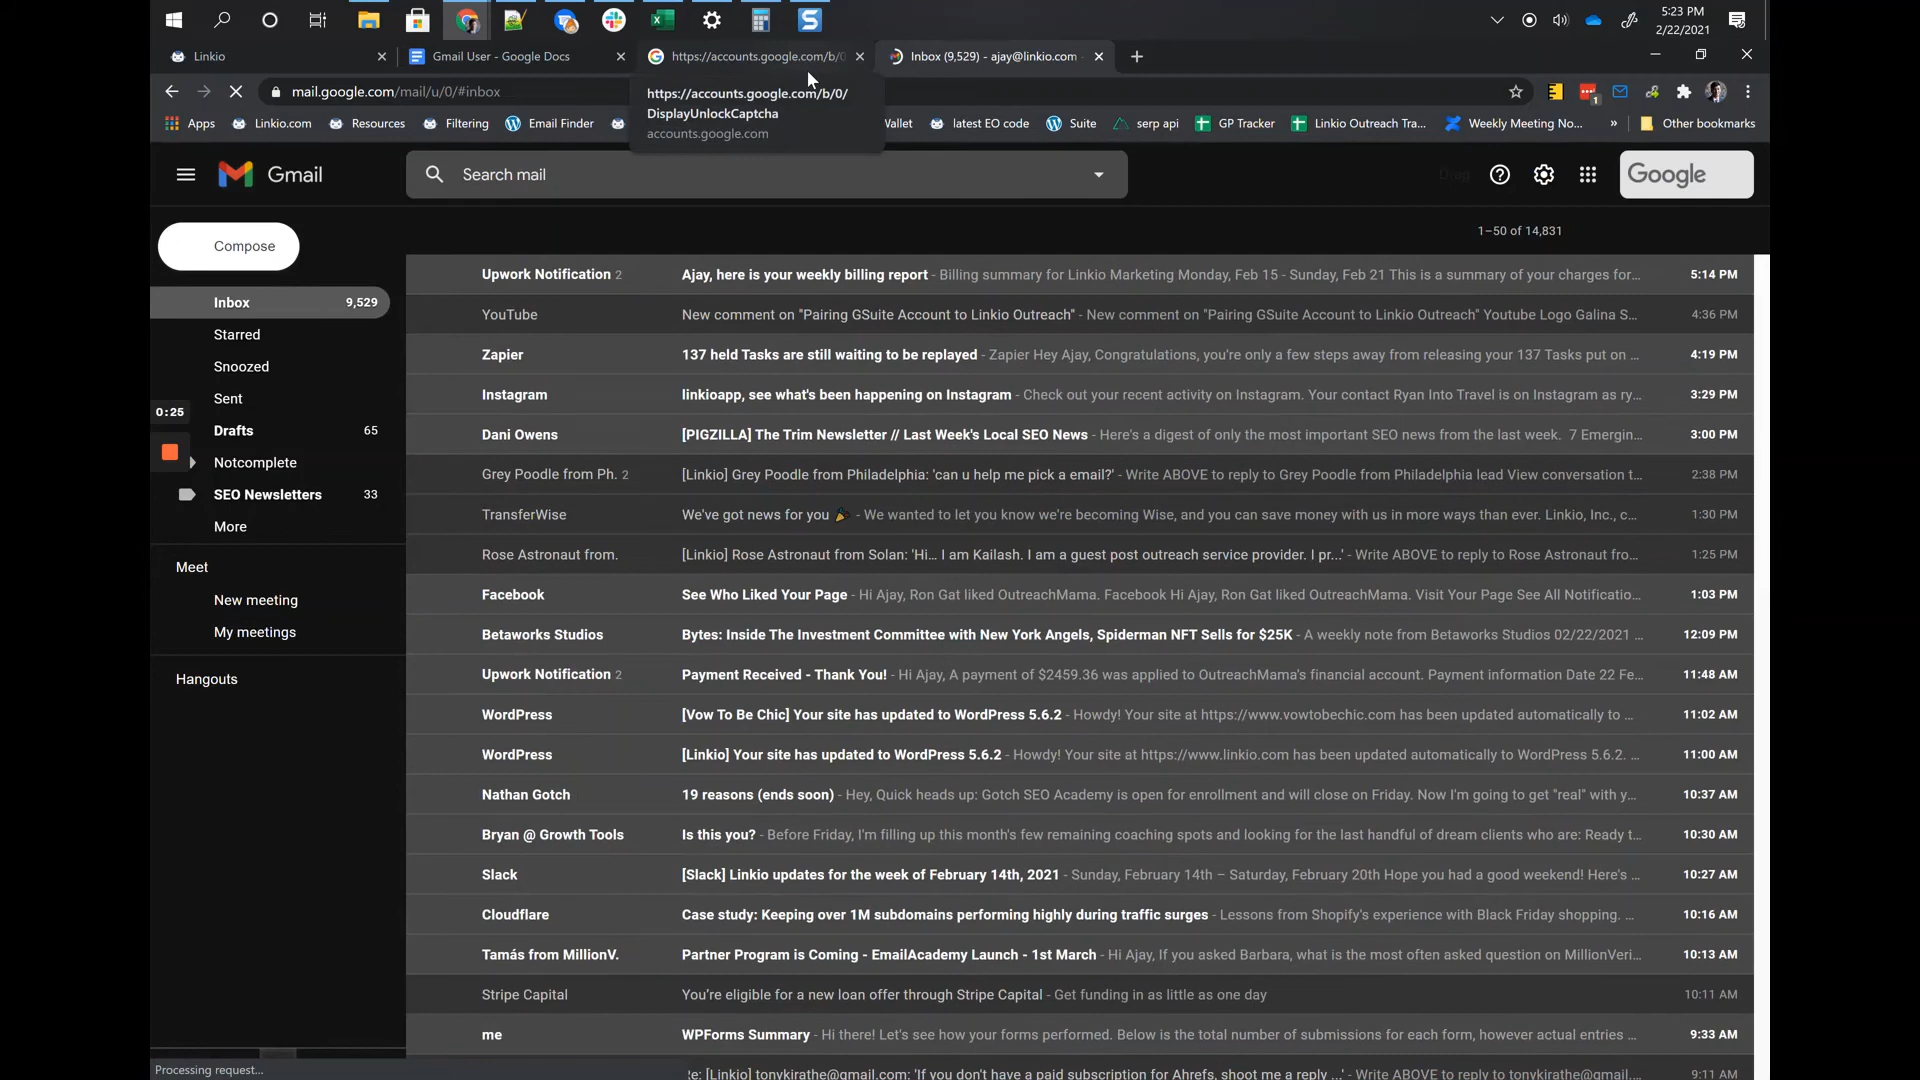 5:23 PM
2/22/2021
Linkio
Gmail User - Google Docs
https://accounts.google.com/b/0
Inbox (9,529) - ajay@linkio.com -
mail.google.com/mail/u/0/#inbox
https://accounts.google.com/b/0/
DisplayUnlockCaptcha
accounts.google.com
1
Apps
Linkio.com
Resources
Filtering
Email Finder
Wallet
latest EO code
Suite
serp api
GP Tracker
Linkio Outreach Tra...
Weekly Meeting No...
»
Other bookmarks
Gmail
Search mail
Google
Compose
1–50 of 14,831
Inbox 9,529
Starred
Snoozed
Sent
0:25
Drafts 65
Notcomplete
SEO Newsletters 33
More
Meet
New meeting
My meetings
Hangouts
Upwork Notification 2 Ajay, here is your weekly billing report - Billing summary for Linkio Marketing Monday, Feb 15 - Sunday, Feb 21 This is a summary of your charges for... 5:14 PM
YouTube New comment on "Pairing GSuite Account to Linkio Outreach" - New comment on "Pairing GSuite Account to Linkio Outreach" Youtube Logo Galina S... 4:36 PM
Zapier 137 held Tasks are still waiting to be replayed - Zapier Hey Ajay, Congratulations, you're only a few steps away from releasing your 137 Tasks put on ... 4:19 PM
Instagram linkioapp, see what's been happening on Instagram - Check out your recent activity on Instagram. Your contact Ryan Into Travel is on Instagram as ry... 3:29 PM
Dani Owens [PIGZILLA] The Trim Newsletter // Last Week's Local SEO News - Here's a digest of only the most important SEO news from the last week. 7 Emergin... 3:00 PM
Grey Poodle from Ph. 2 [Linkio] Grey Poodle from Philadelphia: 'can u help me pick a email?' - Write ABOVE to reply to Grey Poodle from Philadelphia lead View conversation t... 2:38 PM
TransferWise We've got news for you 🎉 - We wanted to let you know we're becoming Wise, and you can save money with us in more ways than ever. Linkio, Inc., c... 1:30 PM
Rose Astronaut from. [Linkio] Rose Astronaut from Solan: 'Hi... I am Kailash. I am a guest post outreach service provider. I pr...' - Write ABOVE to reply to Rose Astronaut fro... 1:25 PM
Facebook See Who Liked Your Page - Hi Ajay, Ron Gat liked OutreachMama. Facebook Hi Ajay, Ron Gat liked OutreachMama. Visit Your Page See All Notificatio... 1:03 PM
Betaworks Studios Bytes: Inside The Investment Committee with New York Angels, Spiderman NFT Sells for $25K - A weekly note from Betaworks Studios 02/22/2021 ... 12:09 PM
Upwork Notification 2 Payment Received - Thank You! - Hi Ajay, A payment of $2459.36 was applied to OutreachMama's financial account. Payment information Date 22 Fe... 11:48 AM
WordPress [Vow To Be Chic] Your site has updated to WordPress 5.6.2 - Howdy! Your site at https://www.vowtobechic.com has been updated automatically to ... 11:02 AM
WordPress [Linkio] Your site has updated to WordPress 5.6.2 - Howdy! Your site at https://www.linkio.com has been updated automatically to WordPress 5.6.2. ... 11:00 AM
Nathan Gotch 19 reasons (ends soon) - Hey, Quick heads up: Gotch SEO Academy is open for enrollment and will close on Friday. Now I'm going to get "real" with y... 10:37 AM
Bryan @ Growth Tools Is this you? - Before Friday, I'm filling up this month's few remaining coaching spots and looking for the last handful of dream clients who are: Ready t... 10:30 AM
Slack [Slack] Linkio updates for the week of February 14th, 2021 - Sunday, February 14th – Saturday, February 20th Hope you had a good weekend! Here's ... 10:27 AM
Cloudflare Case study: Keeping over 1M subdomains performing highly during traffic surges - Lessons from Shopify's experience with Black Friday shopping. ... 10:16 AM
Tamás from MillionV. Partner Program is Coming - EmailAcademy Launch - 1st March - Hi Ajay, If you asked Barbara, what is the most often asked question on MillionVeri... 10:13 AM
Stripe Capital You're eligible for a new loan offer through Stripe Capital - Get funding in as little as one day 10:11 AM
me WPForms Summary - Hi there! Let's see how your forms performed. Below is the total number of submissions for each form, however actual entries ... 9:33 AM
Processing request...
[Linkio] tonykirathe@gmail.com: 'If you don't have a paid subscription for Ahrefs, shoot me a reply ...' - Write ABOVE to reply to tonykirathe@gmail.... 9:11 AM